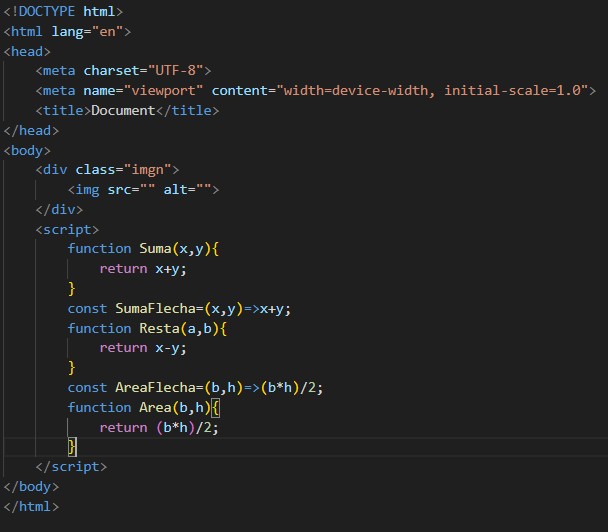 <!DOCTYPE html>
<html lang="en">
<head>
    <meta charset="UTF-8">
    <meta name="viewport" content="width=device-width, initial-scale=1.0">
    <title>Document</title>
</head>
<body>
    <div class="imgn">
        <img src="" alt="">
    </div>
    <script>
        function Suma(x,y){
            return x+y;
        }
        const SumaFlecha=(x,y)=>x+y;
        function Resta(a,b){
            return x-y;
        }
        const AreaFlecha=(b,h)=>(b*h)/2;
        function Area(b,h){
            return (b*h)/2;
        }
    </script>
</body>
</html>